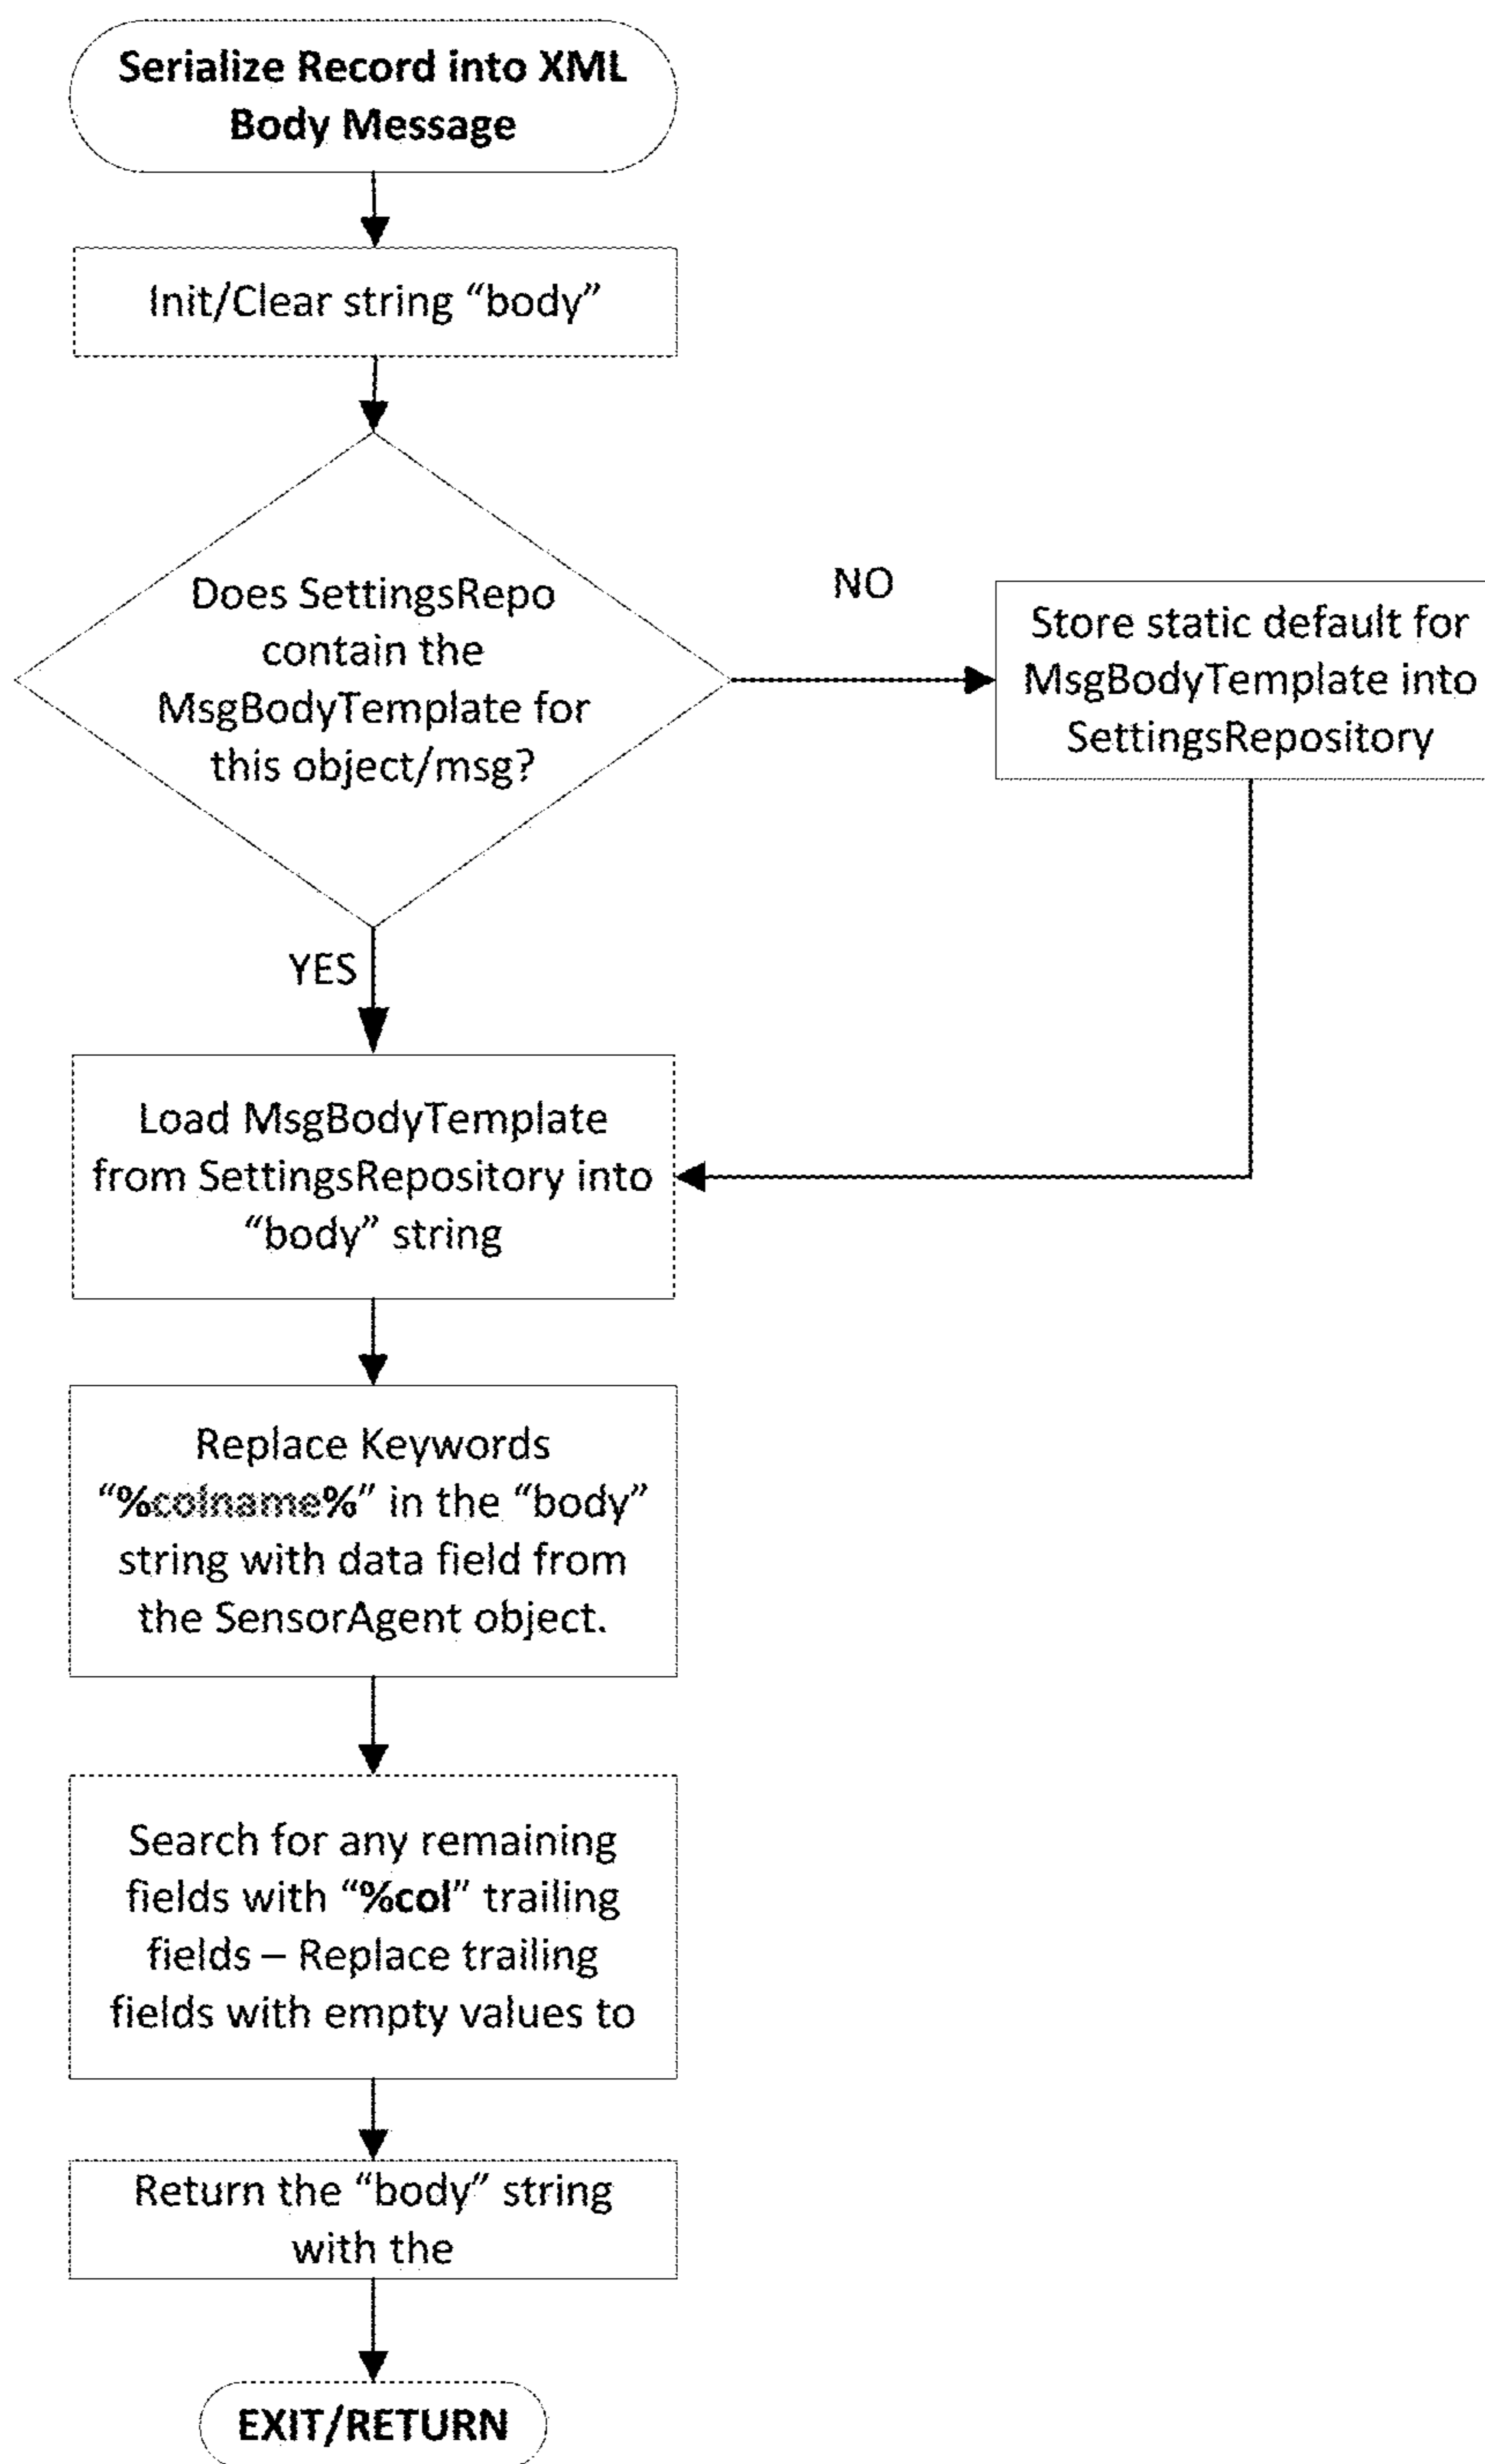 Serialize Record into XML
Body Message
Init/Clear string “body”
Does SettingsRepo
contain the
MsgBodyTemplate for
this object/msg?
NO
Store static default for
MsgBodyTemplate into
SettingsRepository
YES
Load MsgBodyTemplate
from SettingsRepository into
“body” string
Replace Keywords
“%colname%” in the “body”
string with data field from
the SensorAgent object.
Search for any remaining
fields with “%col” trailing
fields – Replace trailing
fields with empty values to
Return the “body” string
with the
EXIT/RETURN